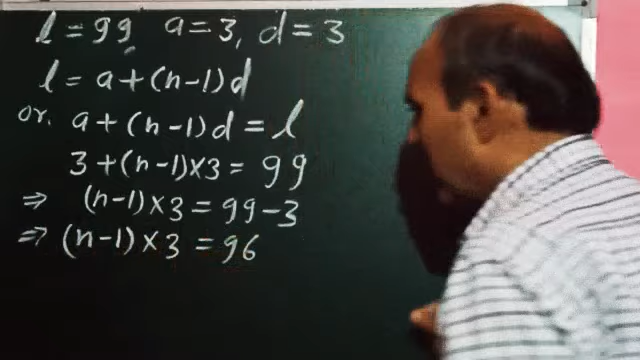 l = 99 a = 3, d = 3
l = a + (n-1)d
or, a + (n-1)d = l
3 + (n-1)×3 = 99
⇒ (n-1)×3 = 99-3
⇒ (n-1)×3 = 96